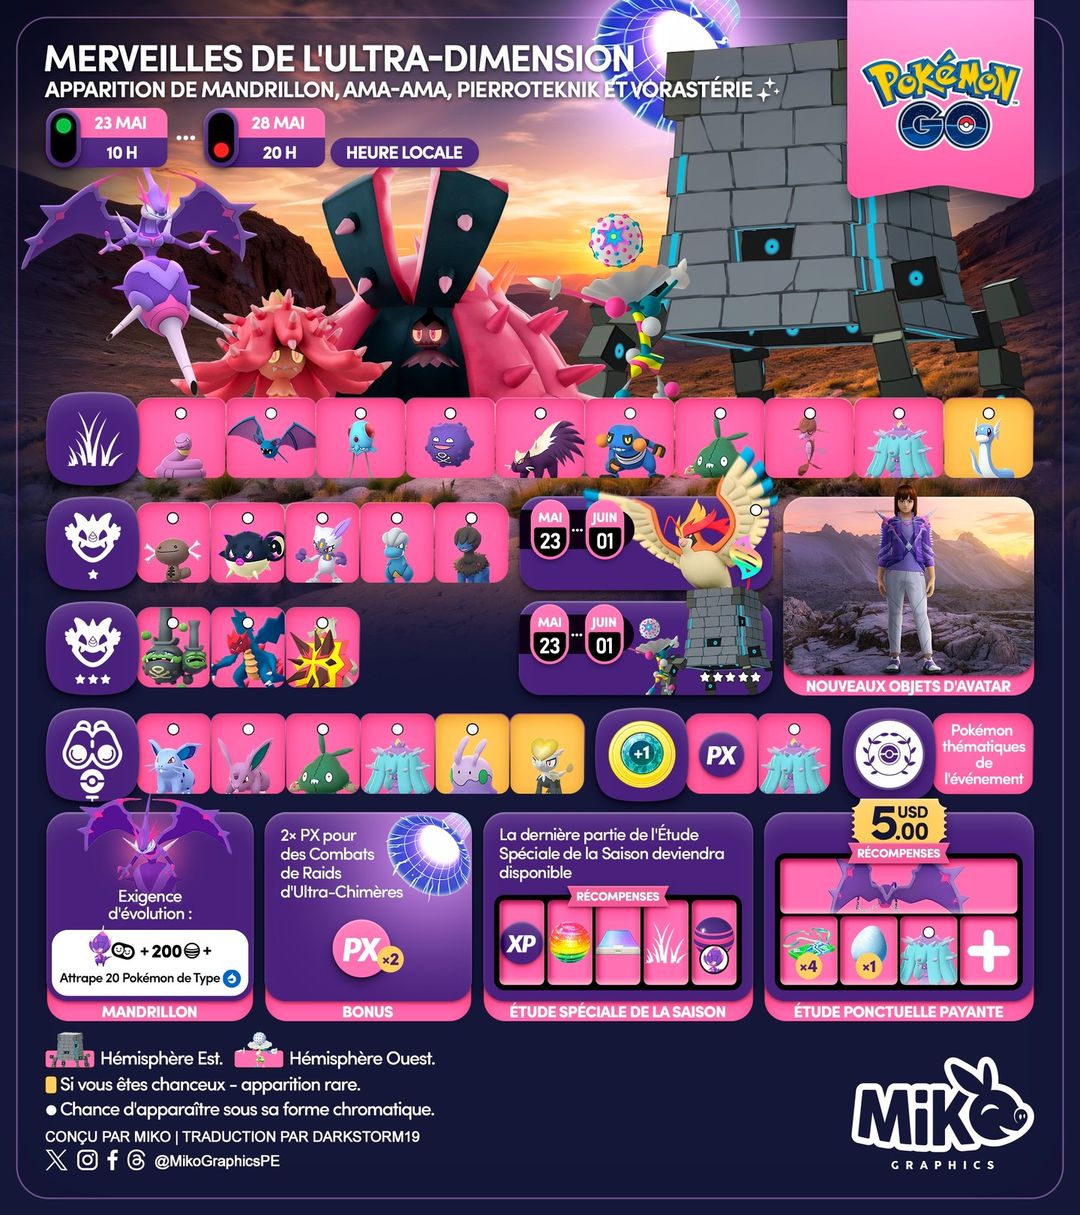 MERVEILLES DE L'ULTRA-DIMENSION
APPARITION DE MANDRILLON, AMA-AMA, PIERROTEKNIK ET VORASTÉRIE
POKÉMON
GO
23 MAI
10 H
...
28 MAI
20 H
HEURE LOCALE
MAI
23
...
JUIN
01
MAI
23
...
JUIN
01
NOUVEAUX OBJETS D'AVATAR
+1
PX
Pokémon
thématiques
de
l'événement
Exigence
d'évolution :
+ 200 +
Attrape 20 Pokémon de Type
MANDRILLON
2× PX pour
des Combats
de Raids
d'Ultra-Chimères
PX
×2
BONUS
La dernière partie de l'Étude
Spéciale de la Saison deviendra
disponible
RÉCOMPENSES
XP
ÉTUDE SPÉCIALE DE LA SAISON
5.00 USD
RÉCOMPENSES
×4
×1
ÉTUDE PONCTUELLE PAYANTE
Hémisphère Est.
Hémisphère Ouest.
Si vous êtes chanceux - apparition rare.
Chance d'apparaître sous sa forme chromatique.
CONÇU PAR MIKO | TRADUCTION PAR DARKSTORM19
@MikoGraphicsPE
MiKO
GRAPHICS